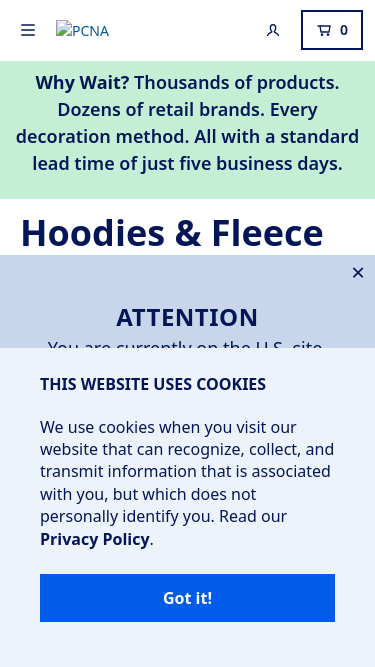 PCNA
0
Why Wait? Thousands of products.
Dozens of retail brands. Every
decoration method. All with a standard
lead time of just five business days.
Hoodies & Fleece
ATTENTION
You are currently on the U.S. site.
THIS WEBSITE USES COOKIES
We use cookies when you visit our
website that can recognize, collect, and
transmit information that is associated
with you, but which does not
personally identify you. Read our
Privacy Policy.
Got it!